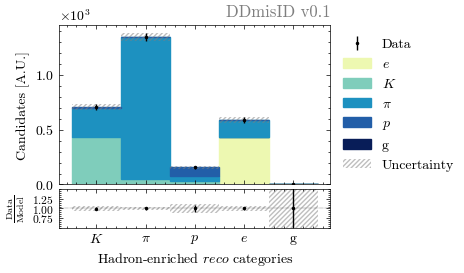 DDmisID v0.1
×10³
Candidates [A.U.]
1.0
0.5
0.0
Data
e
K
π
p
g
Uncertainty
Data
Model
1.25
1.00
0.75
K π p e g
Hadron-enriched reco categories